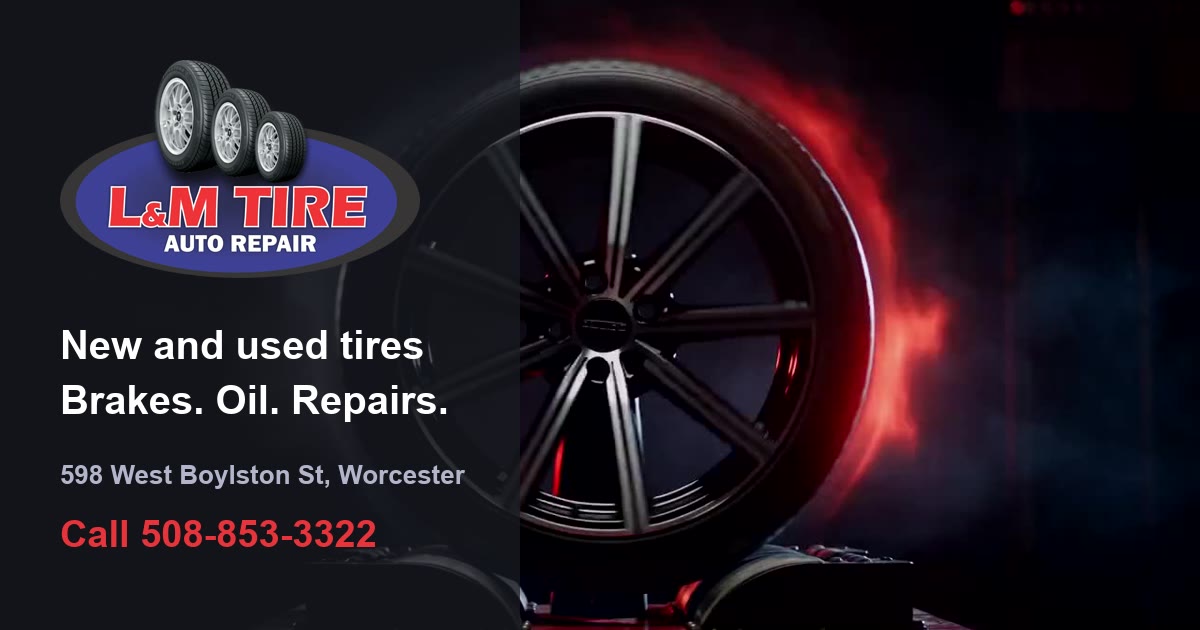 L&M TIRE
AUTO REPAIR
New and used tires
Brakes. Oil. Repairs.
598 West Boylston St, Worcester
Call 508-853-3322